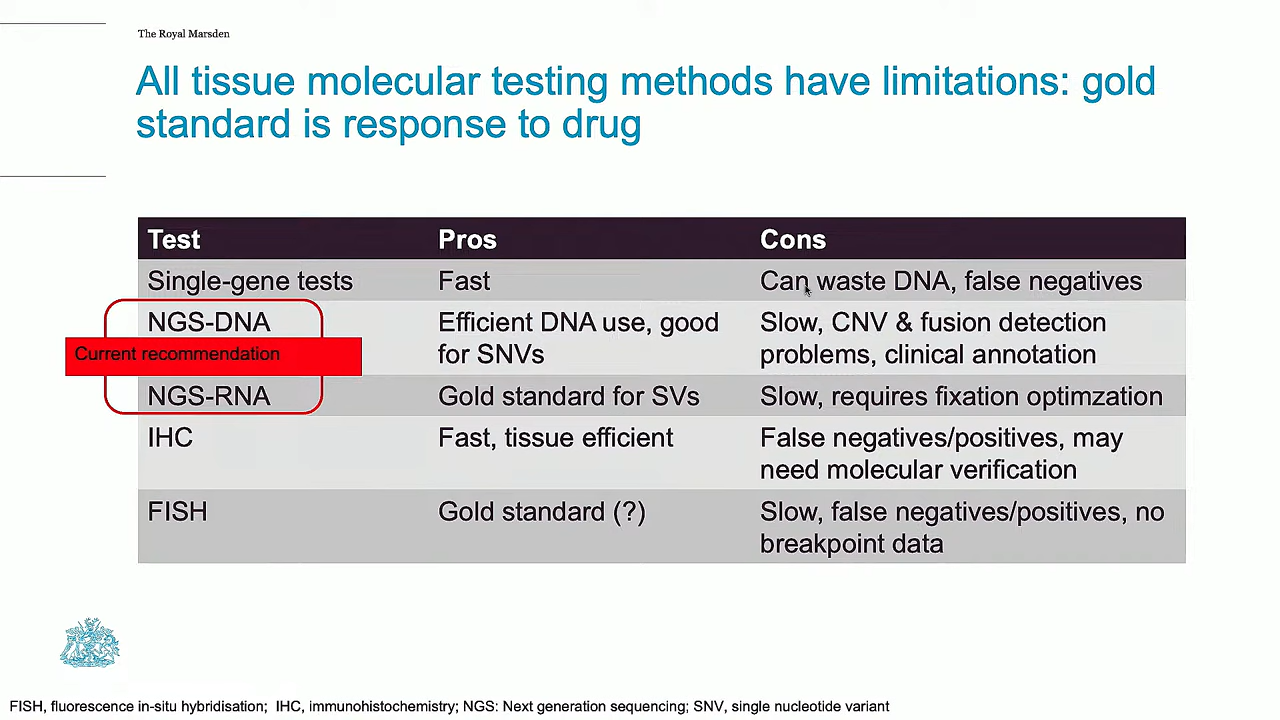 The Royal Marsden
All tissue molecular testing methods have limitations: gold
standard is response to drug
Test Pros Cons
Single-gene tests Fast Can waste DNA, false negatives
NGS-DNA Efficient DNA use, good Slow, CNV & fusion detection
Current recommendation for SNVs problems, clinical annotation
NGS-RNA Gold standard for SVs Slow, requires fixation optimzation
IHC Fast, tissue efficient False negatives/positives, may
need molecular verification
FISH Gold standard (?) Slow, false negatives/positives, no
breakpoint data
FISH, fluorescence in-situ hybridisation; IHC, immunohistochemistry; NGS: Next generation sequencing; SNV, single nucleotide variant